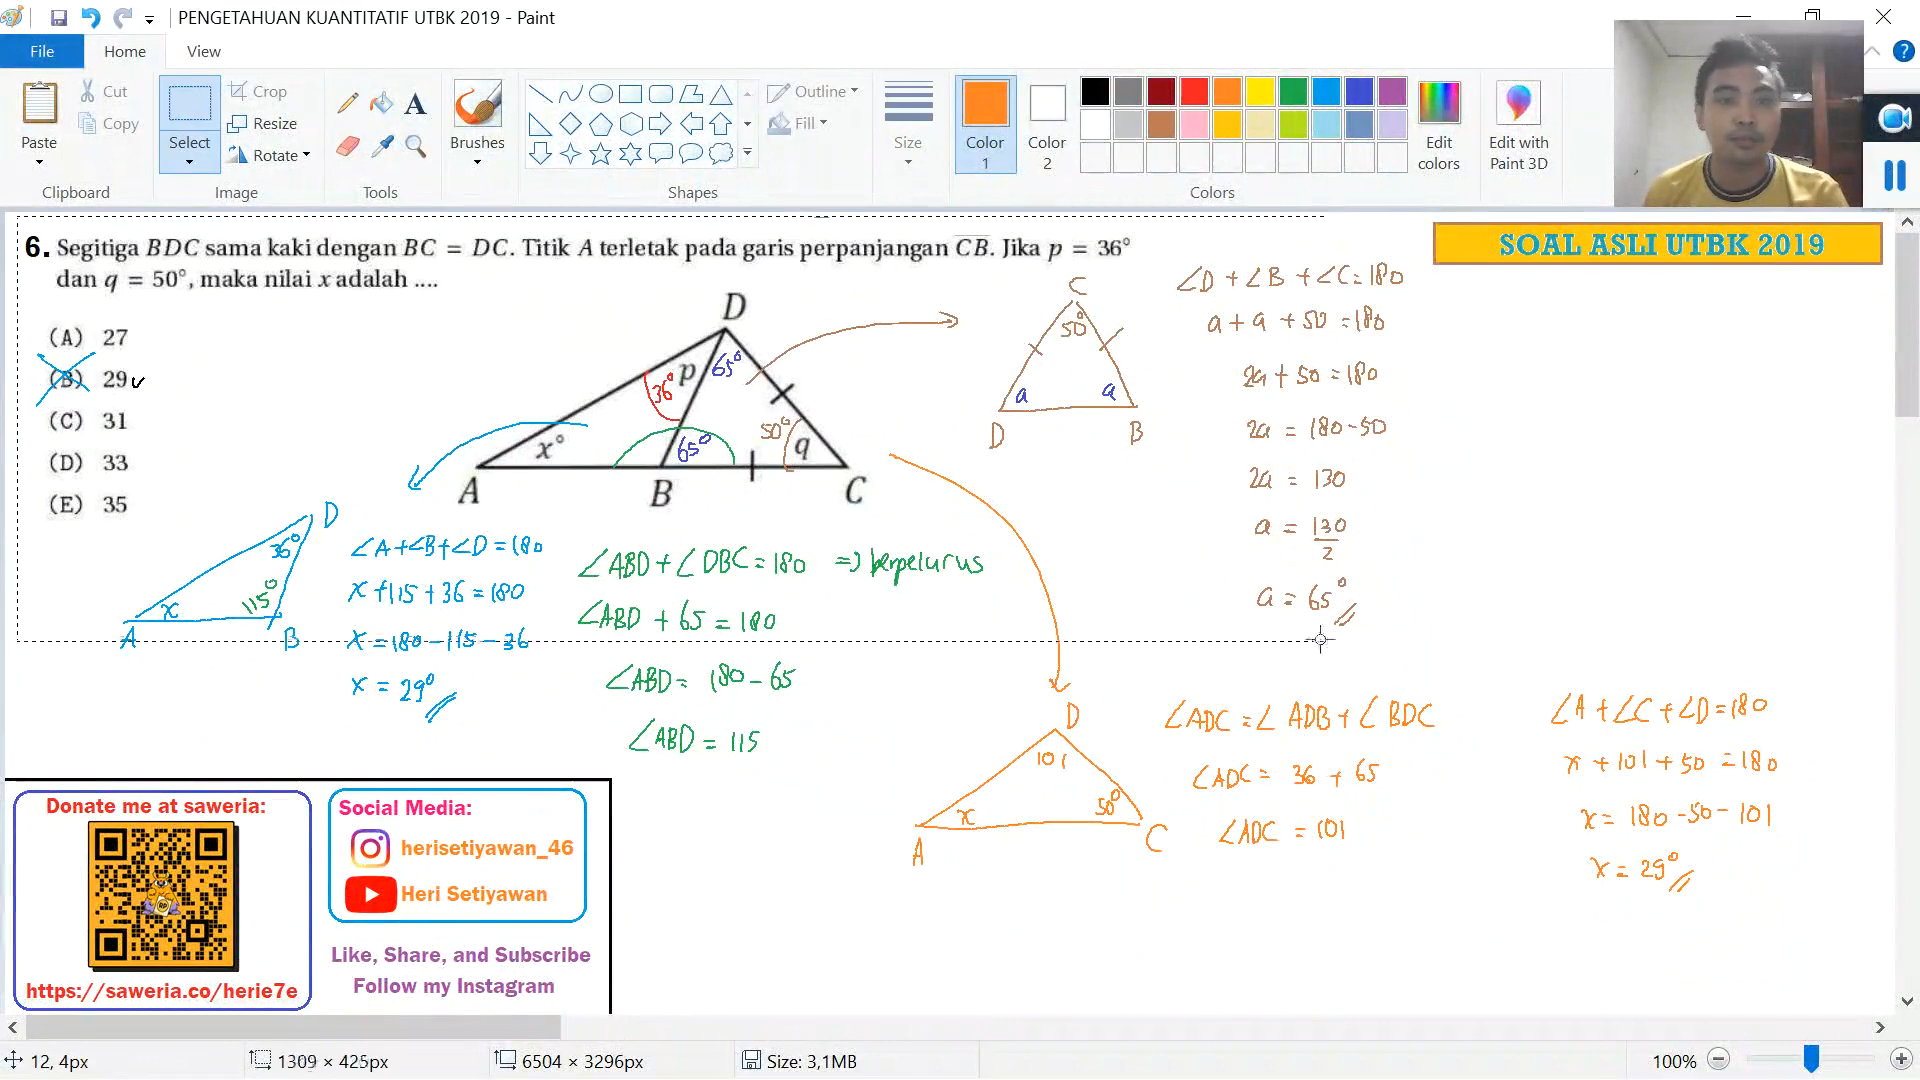 PENGETAHUAN KUANTITATIF UTBK 2019 - Paint
File Home View
Paste
Cut
Copy
Clipboard
Select
Crop
Resize
Rotate
Image
A
Tools
Brushes
Outline
Fill
Shapes
Size
Color 1
Color 2
Edit colors
Colors
Edit with Paint 3D
SOAL ASLI UTBK 2019
6. Segitiga BDC sama kaki dengan BC = DC. Titik A terletak pada garis perpanjangan CB. Jika p = 36°
dan q = 50°, maka nilai x adalah ....
(A) 27
(B) 29
(C) 31
(D) 33
(E) 35
D
p
65°
36°
x°
65°
50°
q
A
B
C
C
50°
a
a
D
B
∠D + ∠B + ∠C = 180
a + a + 50 = 180
2a + 50 = 180
2a = 180 - 50
2a = 130
a = 130
2
a = 65°
D
36°
x
115°
A
B
∠A + ∠B + ∠D = 180
x + 115 + 36 = 180
x = 180 - 115 - 36
x = 29°
∠ABD + ∠DBC = 180 => berpelurus
∠ABD + 65 = 180
∠ABD = 180 - 65
∠ABD = 115
D
101
x
50°
A
C
∠ADC = ∠ADB + ∠BDC
∠ADC = 36 + 65
∠ADC = 101
∠A + ∠C + ∠D = 180
x + 101 + 50 = 180
x = 180 - 50 - 101
x = 29°
Donate me at saweria:
https://saweria.co/herie7e
Social Media:
herisetiyawan_46
Heri Setiyawan
Like, Share, and Subscribe
Follow my Instagram
12, 4px
1309 × 425px
6504 × 3296px
Size: 3,1MB
100%